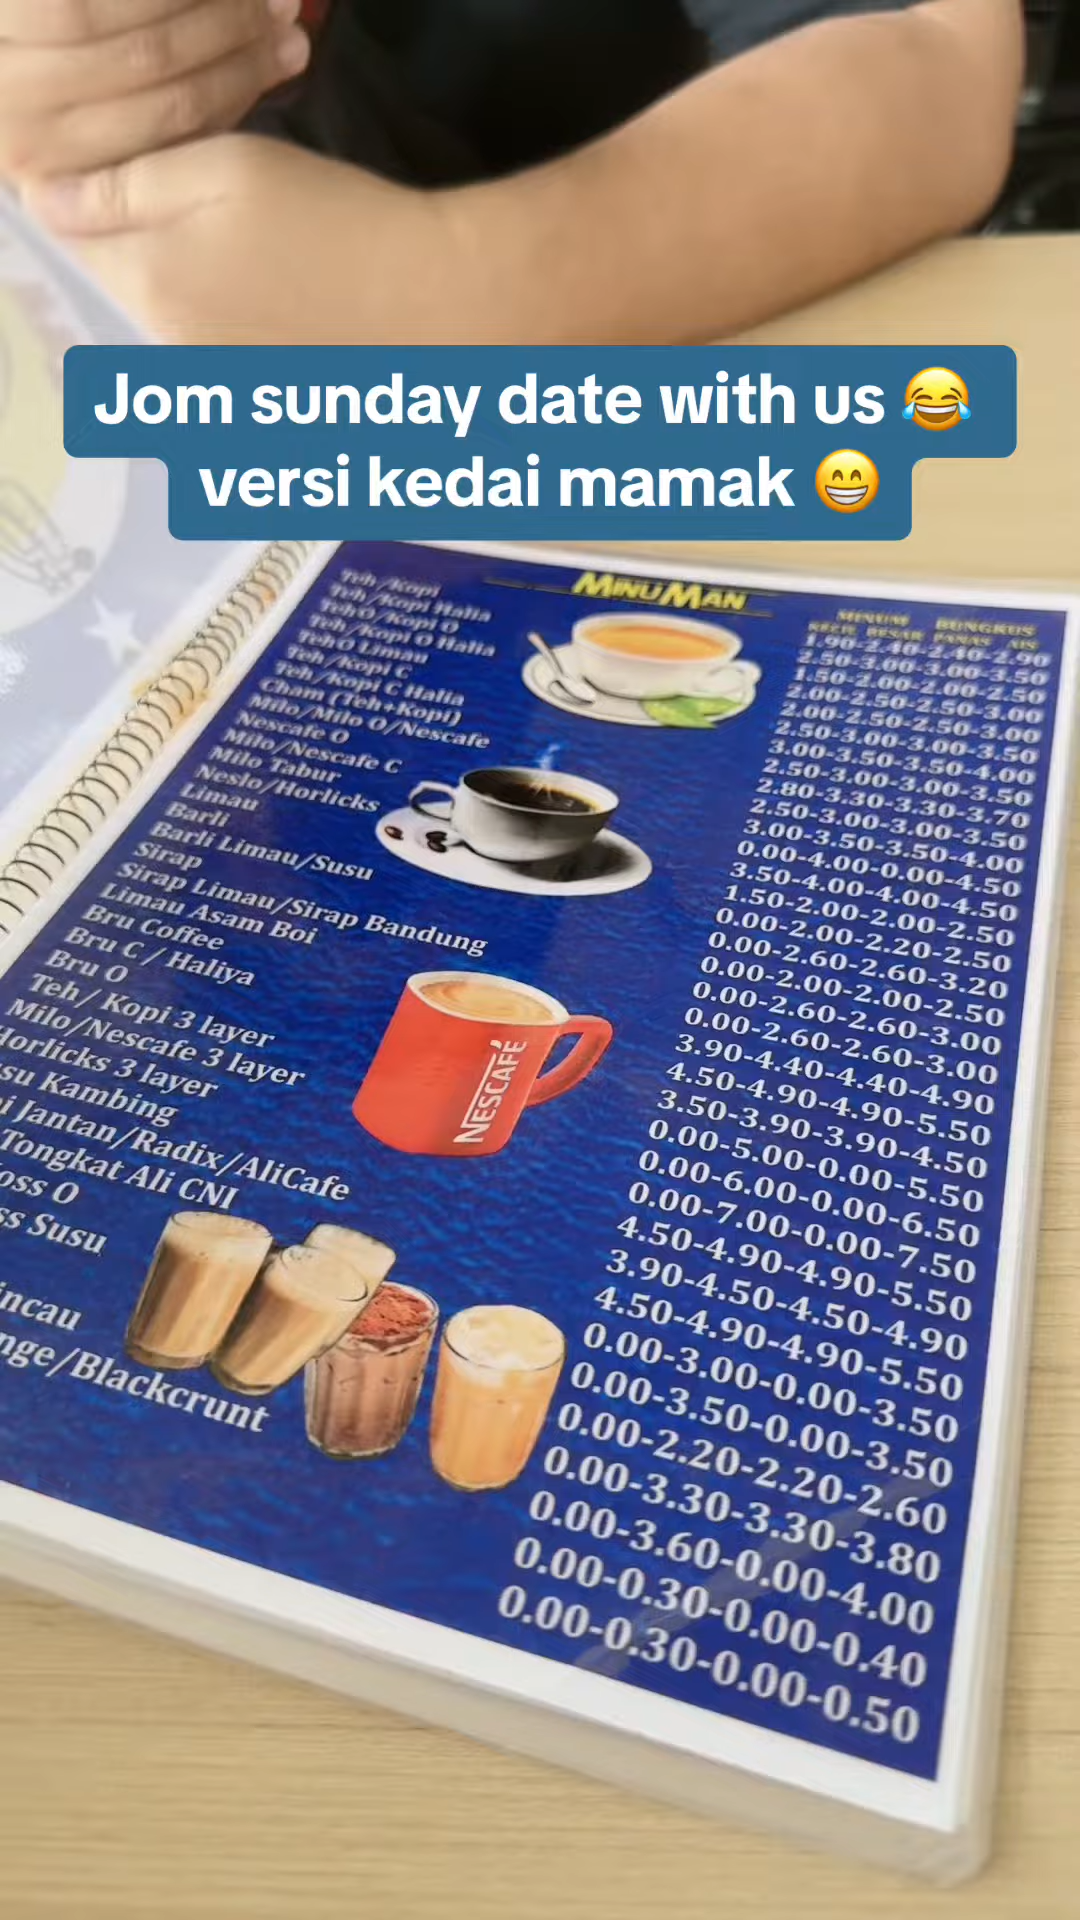 Jom sunday date with us 😂
versi kedai mamak 😁
MINUMAN
MINUM BUNGKUS
KECIL BESAR PANAS AIS
Teh/Kopi
Teh/Kopi Halia
Teh O/Kopi O
Teh/Kopi O Halia
Teh O Limau
Teh/Kopi C
Teh/Kopi C Halia
Cham (Teh+Kopi)
Milo/Milo O/Nescafe
Nescafe O
Milo/Nescafe C
Milo Tabur
Neslo/Horlicks
Limau
Barli
Barli Limau/Susu
Sirap
Sirap Limau/Sirap Bandung
Limau Asam Boi
Bru Coffee
Bru C / Haliya
Bru O
Teh/ Kopi 3 layer
Milo/Nescafe 3 layer
Horlicks 3 layer
su Kambing
i Jantan/Radix/AliCafe
Tongkat Ali CNI
oss O
ss Susu
incau
nge/Blackcrunt
1.90-2.40-2.40-2.90
2.50-3.00-3.00-3.50
1.50-2.00-2.00-2.50
2.00-2.50-2.50-3.00
2.00-2.50-2.50-3.00
2.50-3.00-3.00-3.50
3.00-3.50-3.50-4.00
2.50-3.00-3.00-3.50
2.80-3.30-3.30-3.70
2.50-3.00-3.00-3.50
3.00-3.50-3.50-4.00
0.00-4.00-0.00-4.50
3.50-4.00-4.00-4.50
1.50-2.00-2.00-2.50
0.00-2.00-2.20-2.50
0.00-2.60-2.60-3.20
0.00-2.00-2.00-2.50
0.00-2.60-2.60-3.00
0.00-2.60-2.60-3.00
3.90-4.40-4.40-4.90
4.50-4.90-4.90-5.50
3.50-3.90-3.90-4.50
0.00-5.00-0.00-5.50
0.00-6.00-0.00-6.50
0.00-7.00-0.00-7.50
4.50-4.90-4.90-5.50
3.90-4.50-4.50-4.90
4.50-4.90-4.90-5.50
0.00-3.00-0.00-3.50
0.00-3.50-0.00-3.50
0.00-2.20-2.20-2.60
0.00-3.30-3.30-3.80
0.00-3.60-0.00-4.00
0.00-0.30-0.00-0.40
0.00-0.30-0.00-0.50
NESCAFÉ